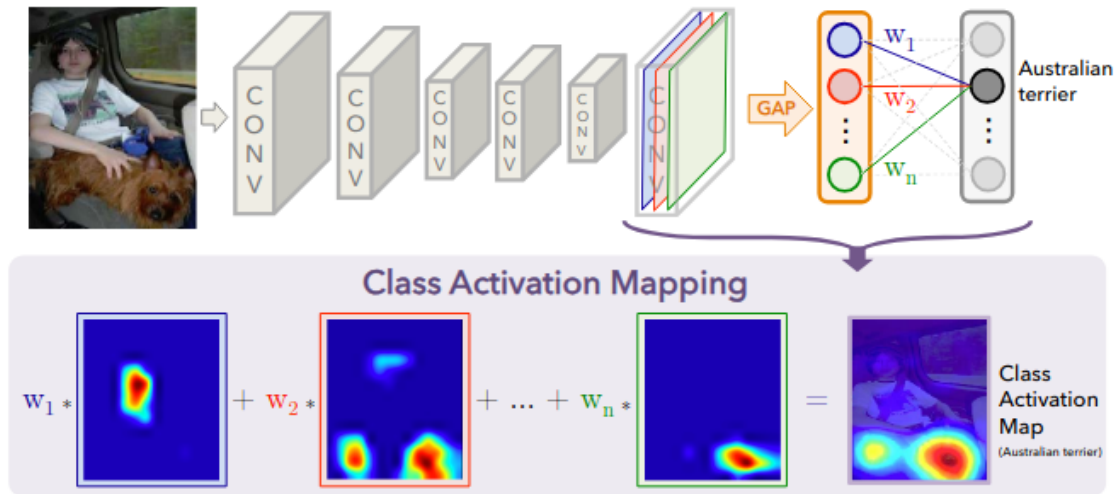 CONV
CONV
CONV
CONV
CONV
CONV
GAP
w₁
w₂
wₙ
Australian
terrier
Class Activation Mapping
w₁ * + w₂ * + ... + wₙ * =
Class
Activation
Map
(Australian terrier)